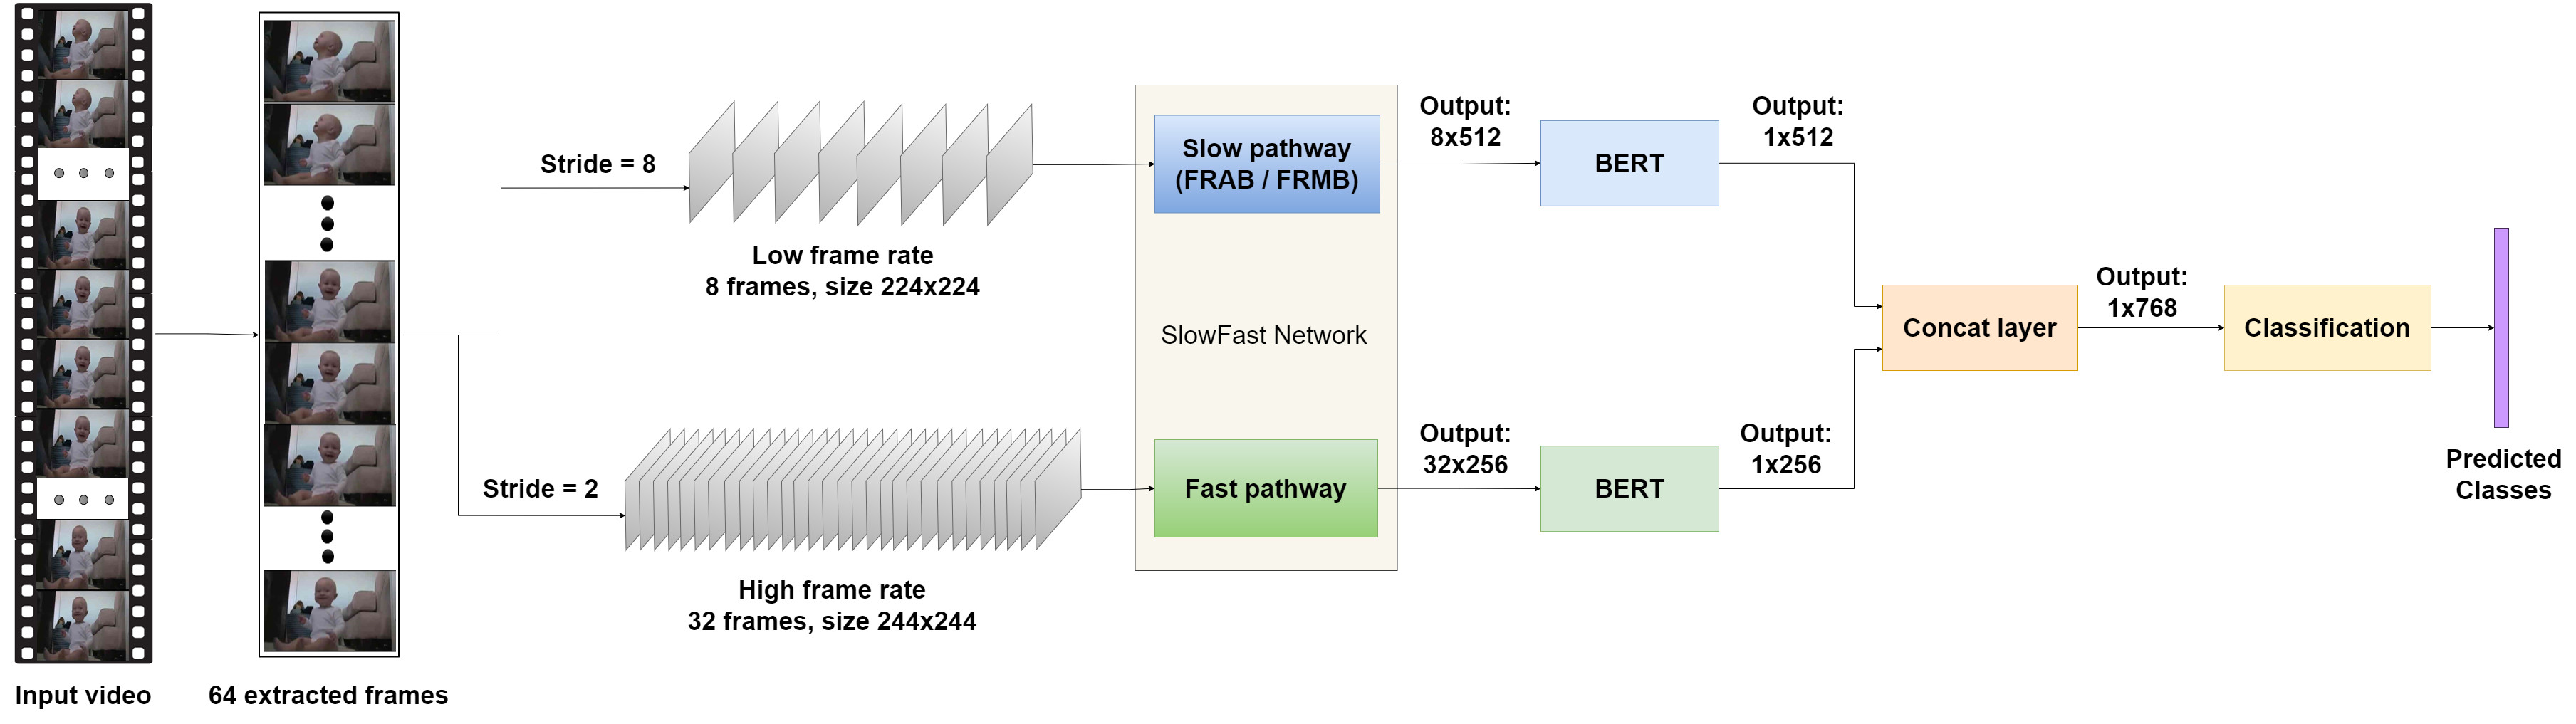 Input video
64 extracted frames
Stride = 8
Low frame rate
8 frames, size 224x224
Stride = 2
High frame rate
32 frames, size 244x244
Slow pathway
(FRAB / FRMB)
SlowFast Network
Fast pathway
Output:
8x512
BERT
Output:
1x512
Output:
32x256
BERT
Output:
1x256
Concat layer
Output:
1x768
Classification
Predicted
Classes